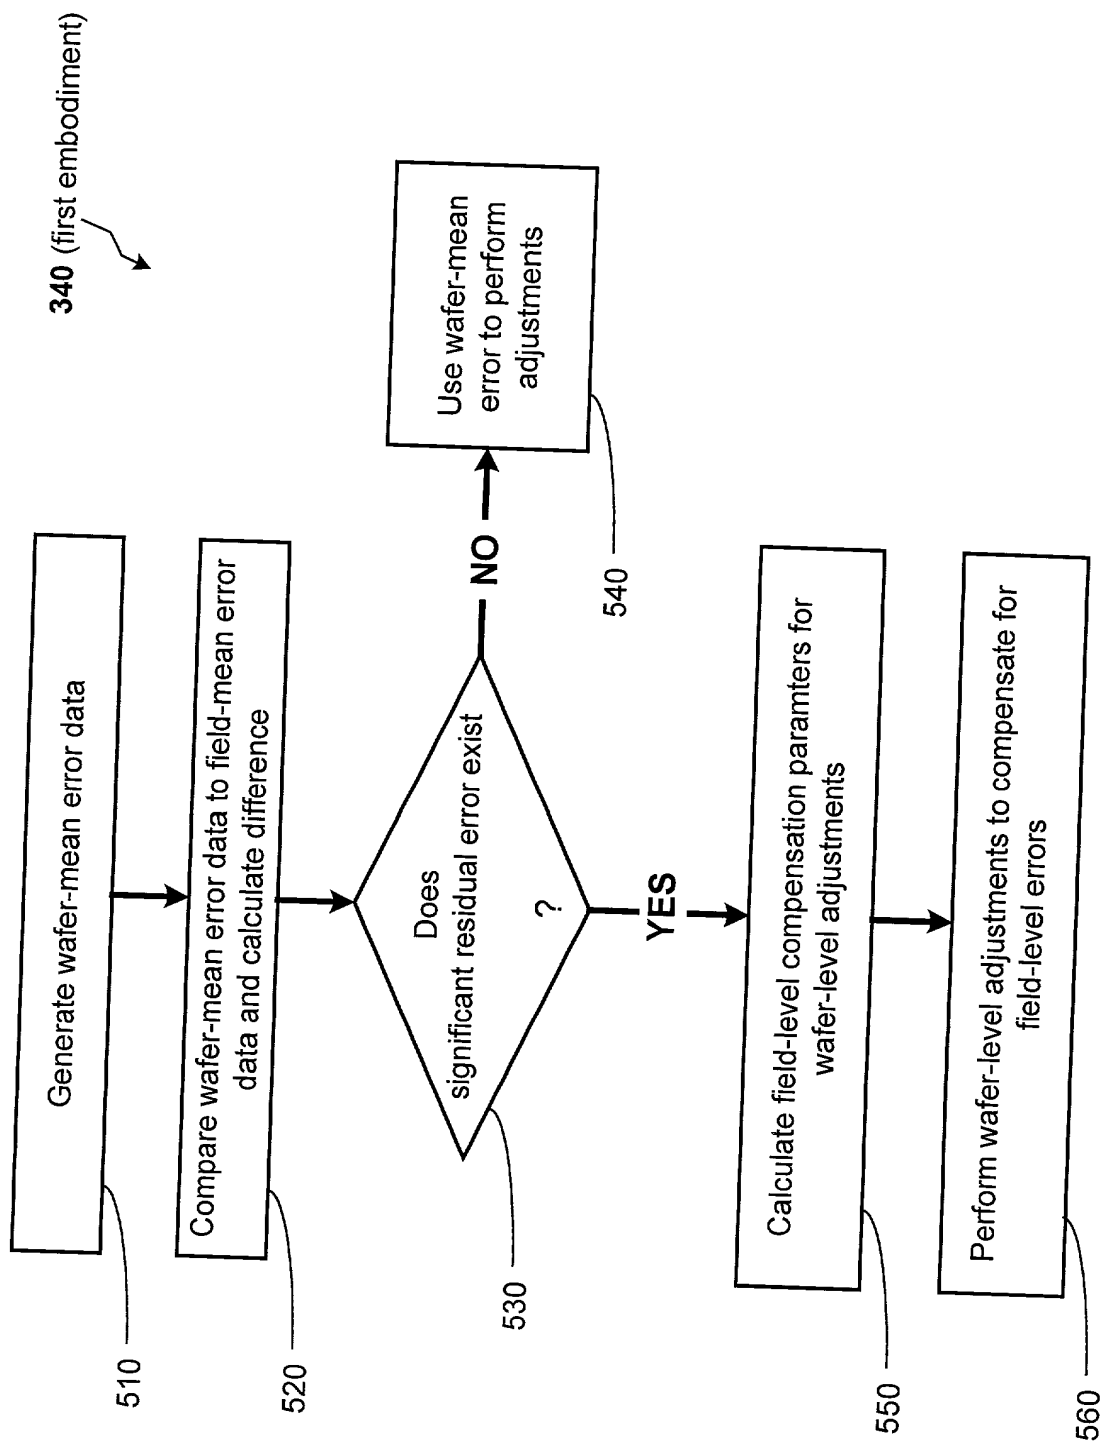 340 (first embodiment)
Generate wafer-mean error data
510
Compare wafer-mean error data to field-mean error
data and calculate difference
520
Does
significant residual error exist
?
530
NO
Use wafer-mean
error to perform
adjustments
540
YES
Calculate field-level compensation paramters for
wafer-level adjustments
550
Perform wafer-level adjustments to compensate for
field-level errors
560